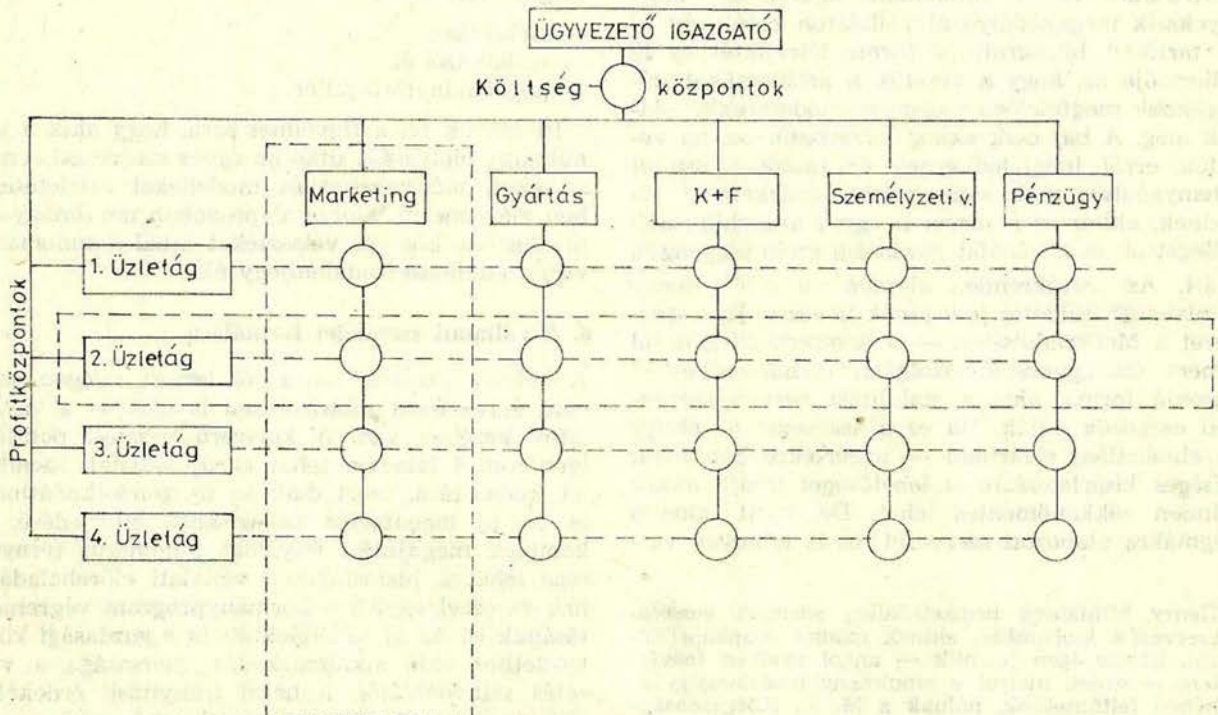 ÜGYVEZETŐ IGAZGATÓ
Költség- központok
Marketing
Gyártás
K+F
Személyzeti v.
Pénzügy
Profitközpontok
1. Üzletág
2. Üzletág
3. Üzletág
4. Üzletág